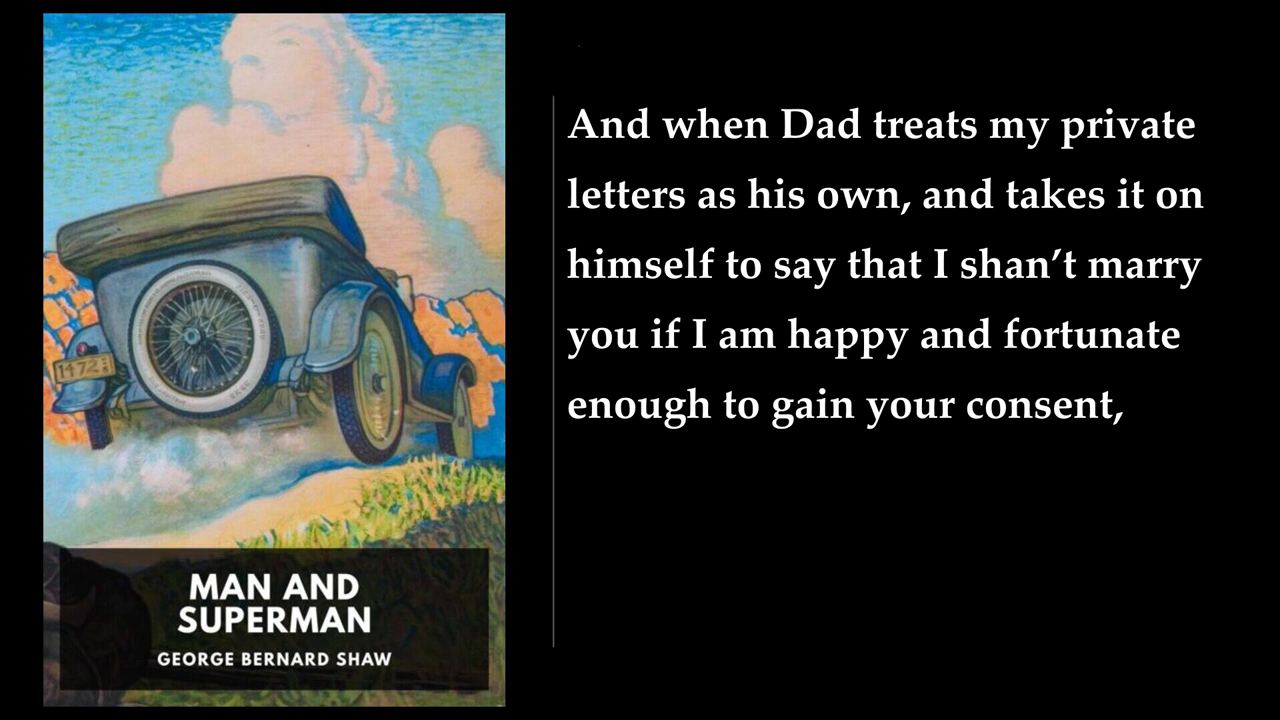 And when Dad treats my private
letters as his own, and takes it on
himself to say that I shan’t marry
you if I am happy and fortunate
enough to gain your consent,
1472
MAN AND
SUPERMAN
GEORGE BERNARD SHAW